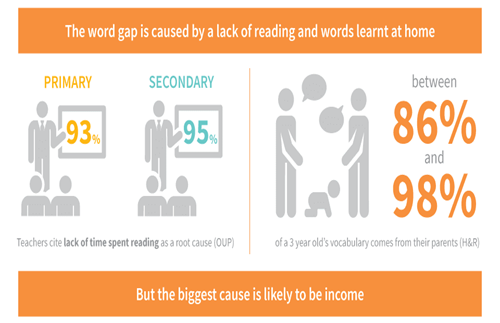 The word gap is caused by a lack of reading and words learnt at home
PRIMARY
93%
SECONDARY
95%
Teachers cite lack of time spent reading as a root cause (OUP)
between
86%
and
98%
of a 3 year old's vocabulary comes from their parents (H&R)
But the biggest cause is likely to be income